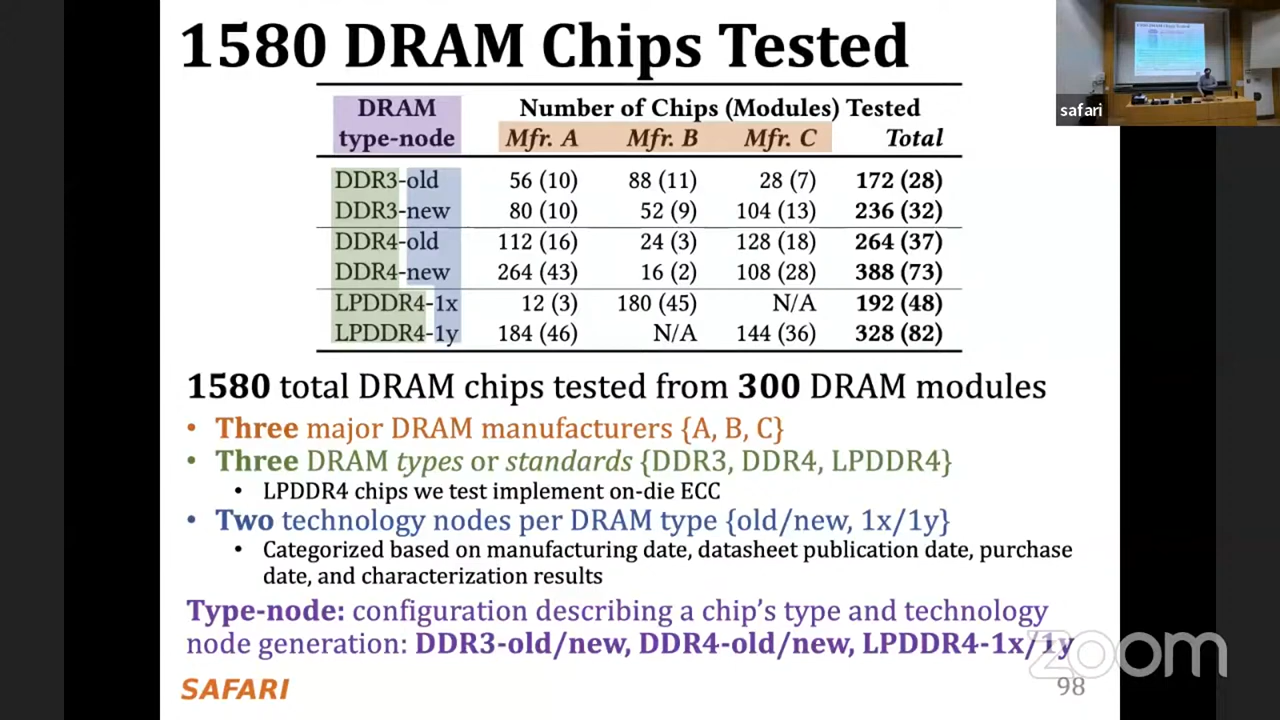 1580 DRAM Chips Tested
DRAM type-node Number of Chips (Modules) Tested
Mfr. A Mfr. B Mfr. C Total
DDR3-old 56 (10) 88 (11) 28 (7) 172 (28)
DDR3-new 80 (10) 52 (9) 104 (13) 236 (32)
DDR4-old 112 (16) 24 (3) 128 (18) 264 (37)
DDR4-new 264 (43) 16 (2) 108 (28) 388 (73)
LPDDR4-1x 12 (3) 180 (45) N/A 192 (48)
LPDDR4-1y 184 (46) N/A 144 (36) 328 (82)
1580 total DRAM chips tested from 300 DRAM modules
• Three major DRAM manufacturers {A, B, C}
• Three DRAM types or standards {DDR3, DDR4, LPDDR4}
• LPDDR4 chips we test implement on-die ECC
• Two technology nodes per DRAM type {old/new, 1x/1y}
• Categorized based on manufacturing date, datasheet publication date, purchase
date, and characterization results
Type-node: configuration describing a chip's type and technology
node generation: DDR3-old/new, DDR4-old/new, LPDDR4-1x/1y
SAFARI
98
zoom
safari